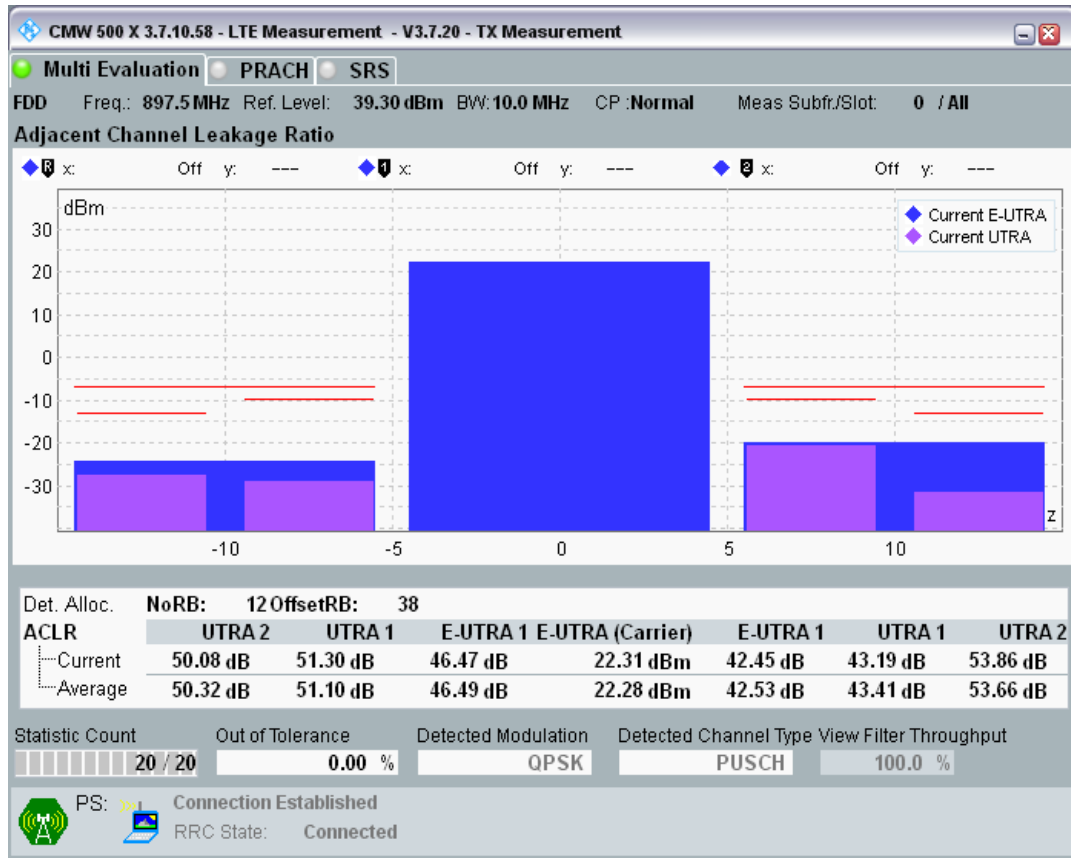 CMW 500 X 3.7.10.58 - LTE Measurement - V3.7.20 - TX Measurement
Multi Evaluation PRACH SRS
FDD Freq.: 897.5 MHz Ref. Level: 39.30 dBm BW: 10.0 MHz CP :Normal Meas Subfr./Slot: 0 / All
Adjacent Channel Leakage Ratio
R x: Off y: --- 1 x: Off y: --- 2 x: Off y: ---
dBm
Current E-UTRA
Current UTRA
30
20
10
0
-10
-20
-30
z
-10 -5 0 5 10
Det. Alloc. NoRB: 12 OffsetRB: 38
ACLR UTRA 2 UTRA 1 E-UTRA 1 E-UTRA (Carrier) E-UTRA 1 UTRA 1 UTRA 2
Current 50.08 dB 51.30 dB 46.47 dB 22.31 dBm 42.45 dB 43.19 dB 53.86 dB
Average 50.32 dB 51.10 dB 46.49 dB 22.28 dBm 42.53 dB 43.41 dB 53.66 dB
Statistic Count Out of Tolerance Detected Modulation Detected Channel Type View Filter Throughput
20 / 20 0.00 % QPSK PUSCH 100.0 %
PS: Connection Established
RRC State: Connected